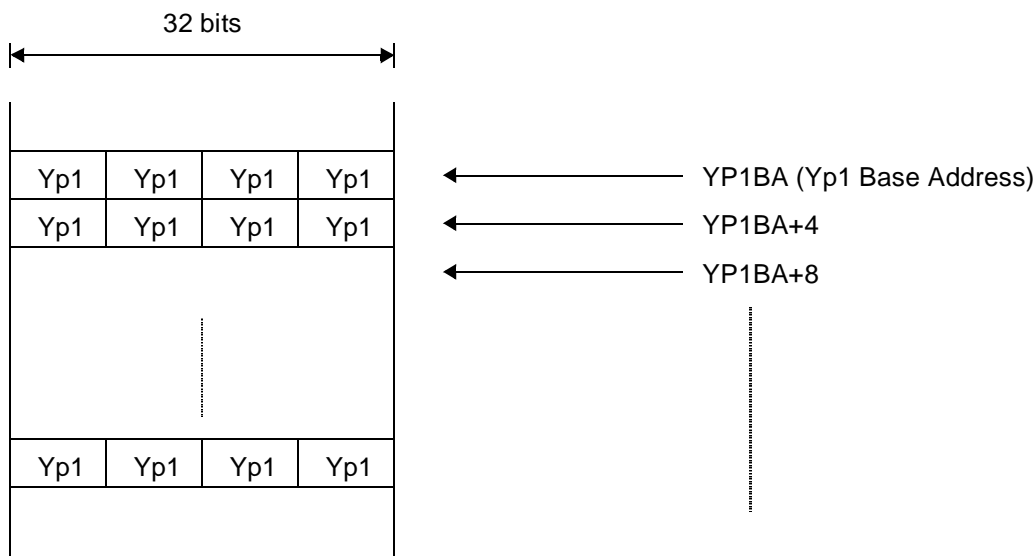 32 bits
Yp1 Yp1 Yp1 Yp1 YP1BA (Yp1 Base Address)
Yp1 Yp1 Yp1 Yp1 YP1BA+4
YP1BA+8
Yp1 Yp1 Yp1 Yp1